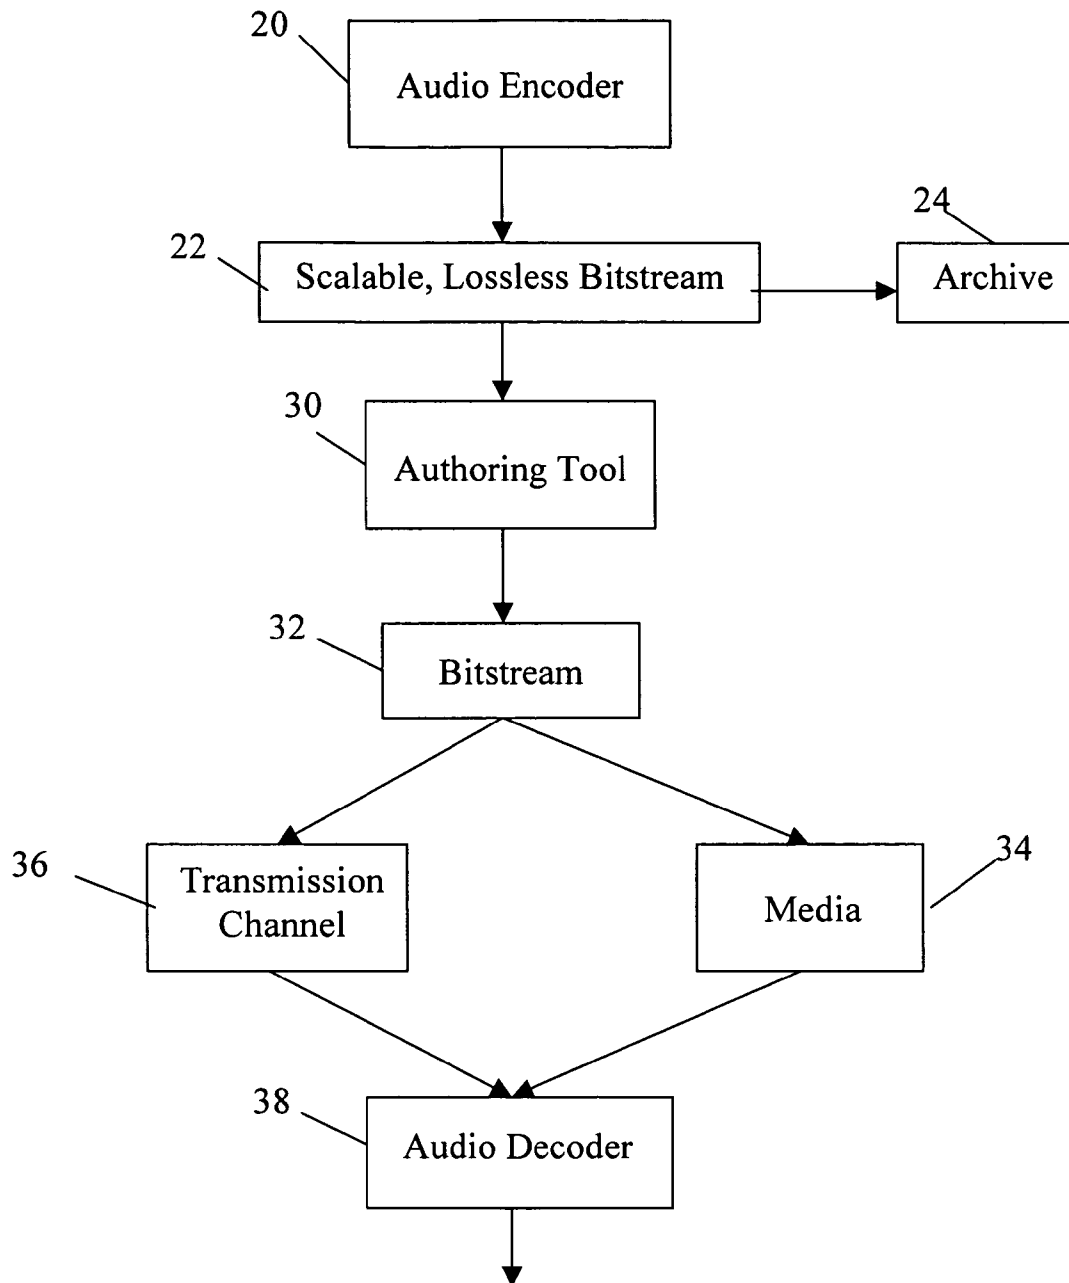 20
Audio Encoder
24
22
Scalable, Lossless Bitstream
Archive
30
Authoring Tool
32
Bitstream
36
Transmission
Channel
34
Media
38
Audio Decoder